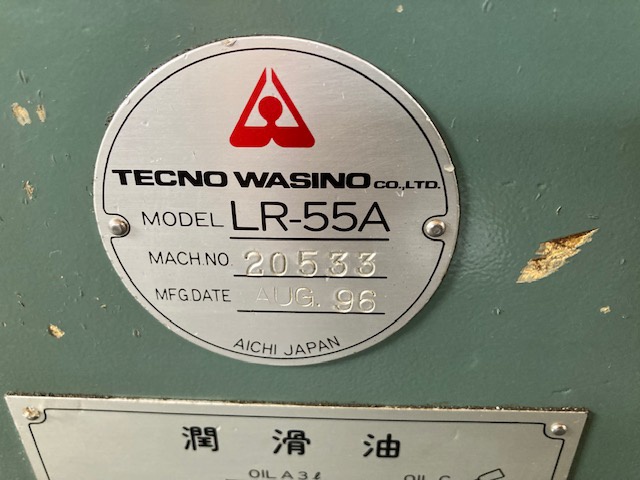 TECNO WASINO CO.,LTD.
MODEL LR-55A
MACH.NO. 20533
MFG.DATE AUG. 96
AICHI JAPAN
潤滑油
OIL A 3ℓ OIL C